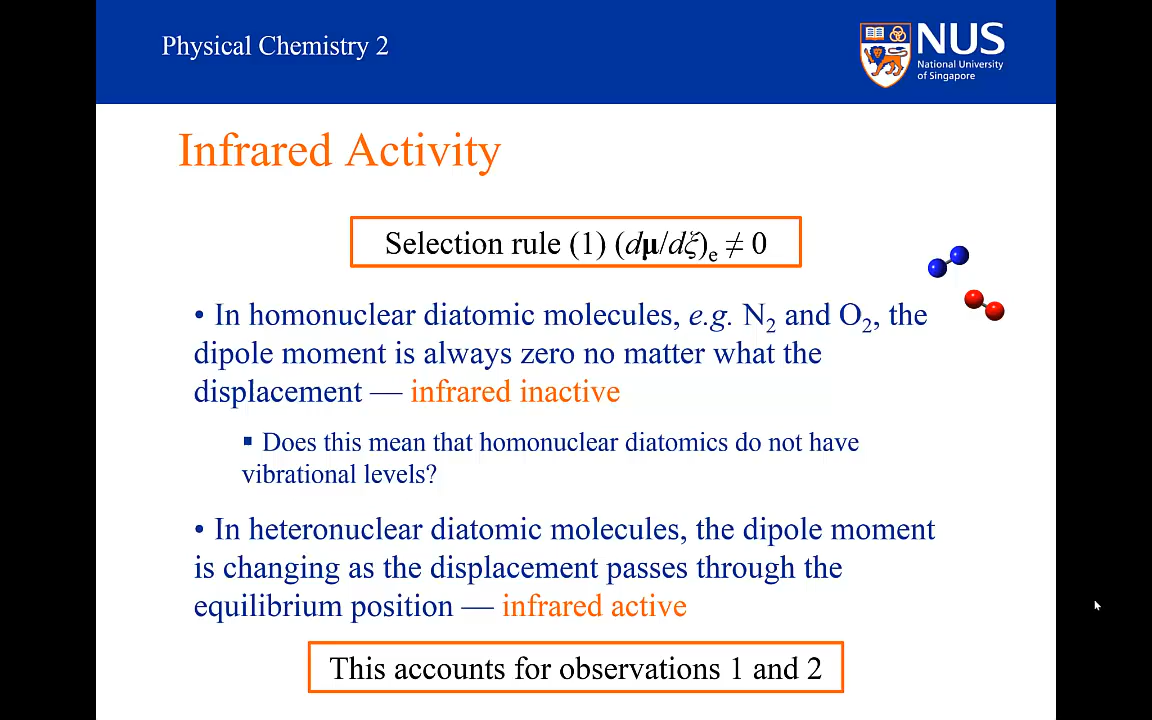 Physical Chemistry 2
NUS
National University
of Singapore
Infrared Activity
Selection rule (1) (dμ/dξ)e ≠ 0
• In homonuclear diatomic molecules, e.g. N2 and O2, the
dipole moment is always zero no matter what the
displacement — infrared inactive
▪ Does this mean that homonuclear diatomics do not have
vibrational levels?
• In heteronuclear diatomic molecules, the dipole moment
is changing as the displacement passes through the
equilibrium position — infrared active
This accounts for observations 1 and 2